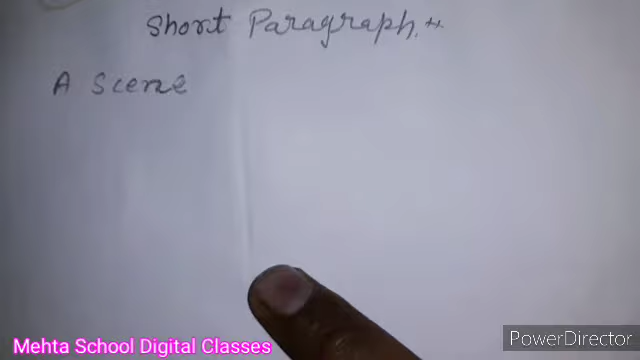 Short Paragraph.
A Scene
Mehta School Digital Classes
PowerDirector